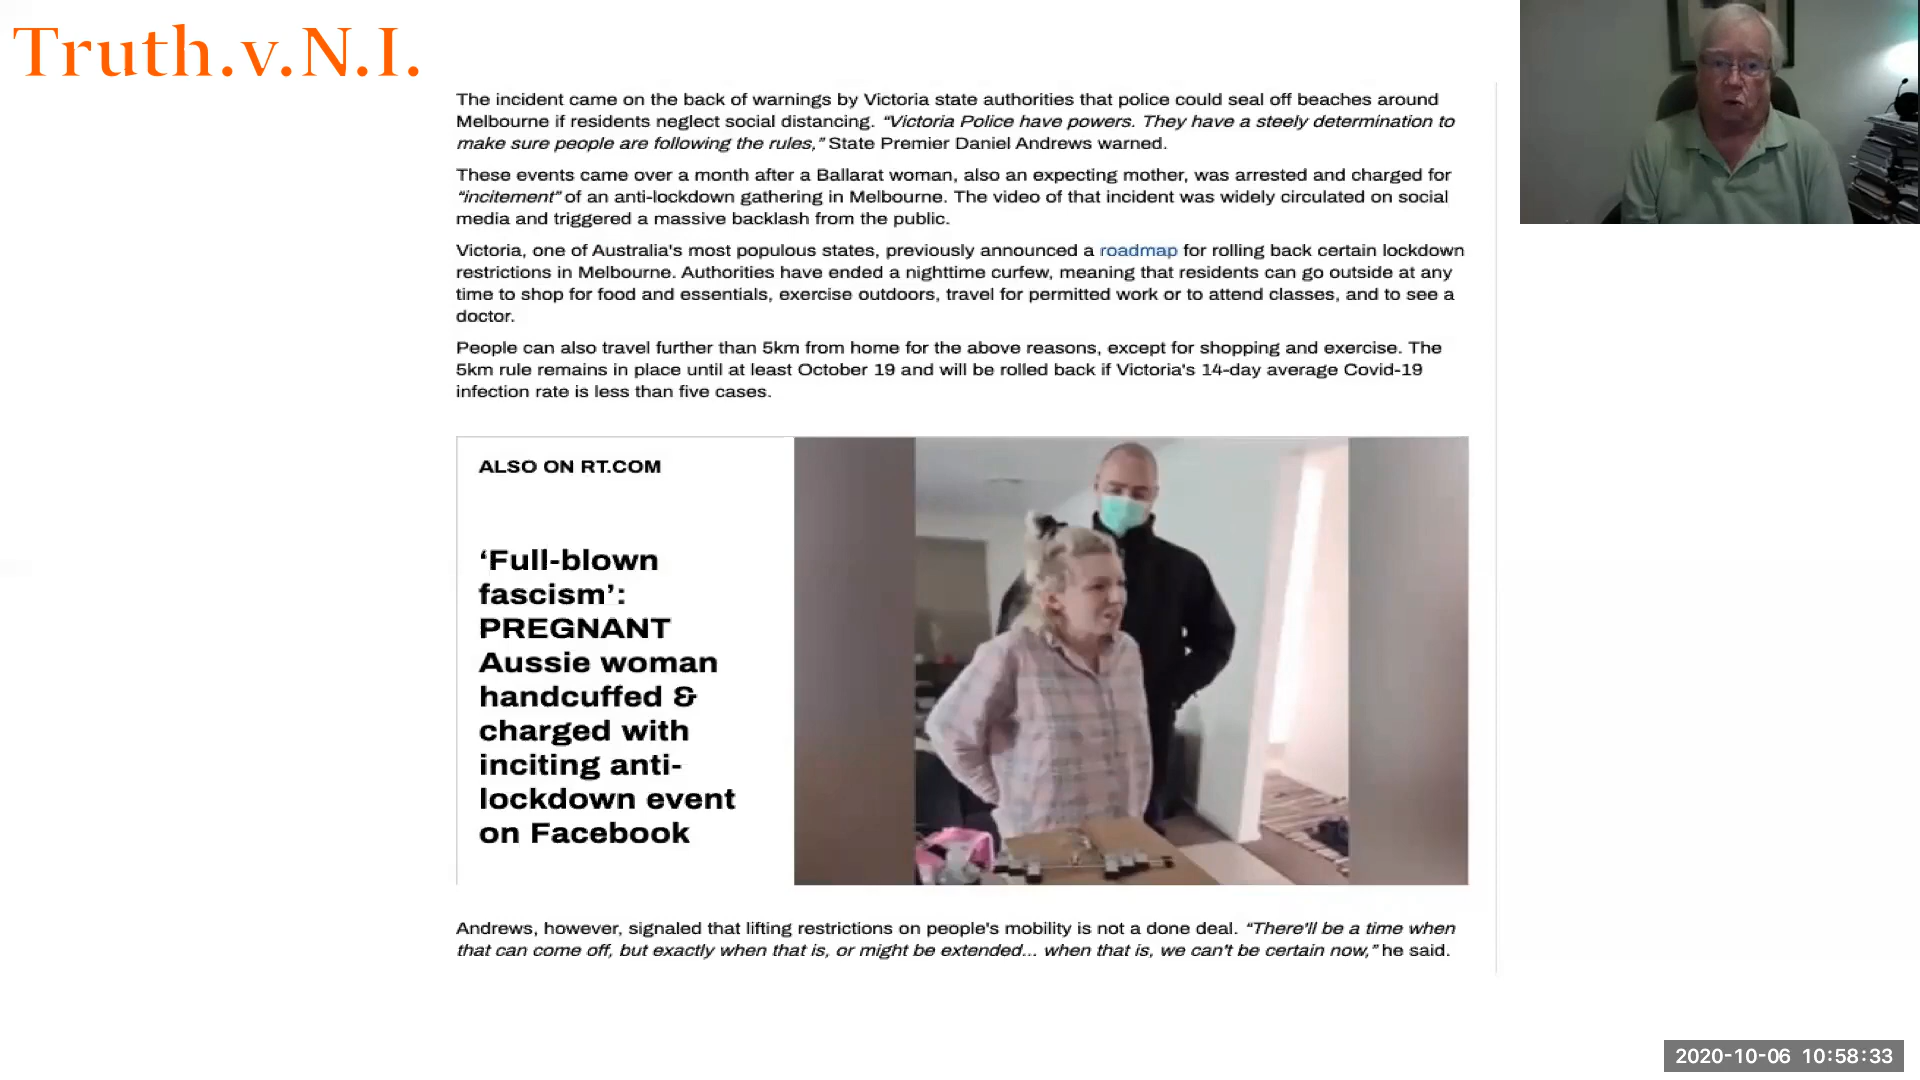 Truth.v.N.I.
The incident came on the back of warnings by Victoria state authorities that police could seal off beaches around
Melbourne if residents neglect social distancing. “Victoria Police have powers. They have a steely determination to
make sure people are following the rules,” State Premier Daniel Andrews warned.
These events came over a month after a Ballarat woman, also an expecting mother, was arrested and charged for
“incitement” of an anti-lockdown gathering in Melbourne. The video of that incident was widely circulated on social
media and triggered a massive backlash from the public.
Victoria, one of Australia's most populous states, previously announced a roadmap for rolling back certain lockdown
restrictions in Melbourne. Authorities have ended a nighttime curfew, meaning that residents can go outside at any
time to shop for food and essentials, exercise outdoors, travel for permitted work or to attend classes, and to see a
doctor.
People can also travel further than 5km from home for the above reasons, except for shopping and exercise. The
5km rule remains in place until at least October 19 and will be rolled back if Victoria's 14-day average Covid-19
infection rate is less than five cases.
ALSO ON RT.COM
‘Full-blown
fascism’:
PREGNANT
Aussie woman
handcuffed &
charged with
inciting anti-
lockdown event
on Facebook
Andrews, however, signaled that lifting restrictions on people's mobility is not a done deal. “There'll be a time when
that can come off, but exactly when that is, or might be extended... when that is, we can't be certain now,” he said.
2020-10-06 10:58:33